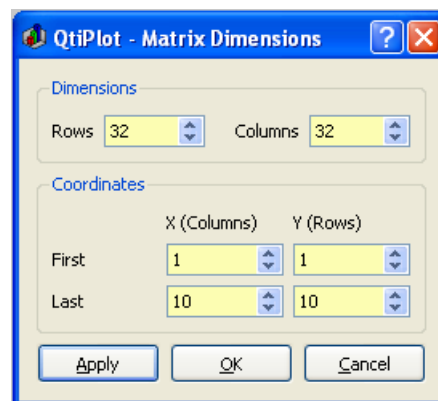 QtiPlot - Matrix Dimensions
Dimensions
Rows 32 Columns 32
Coordinates
X (Columns) Y (Rows)
First 1 1
Last 10 10
Apply OK Cancel